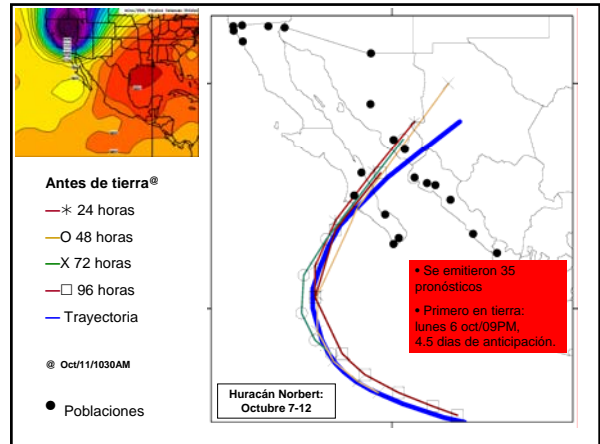 Antes de tierra@
24 horas
O 48 horas
X 72 horas
96 horas
Trayectoria
@ Oct/11/1030AM
Poblaciones
• Se emitieron 35
pronósticos
• Primero en tierra:
lunes 6 oct/09PM,
4.5 dias de anticipación.
Huracán Norbert:
Octubre 7-12